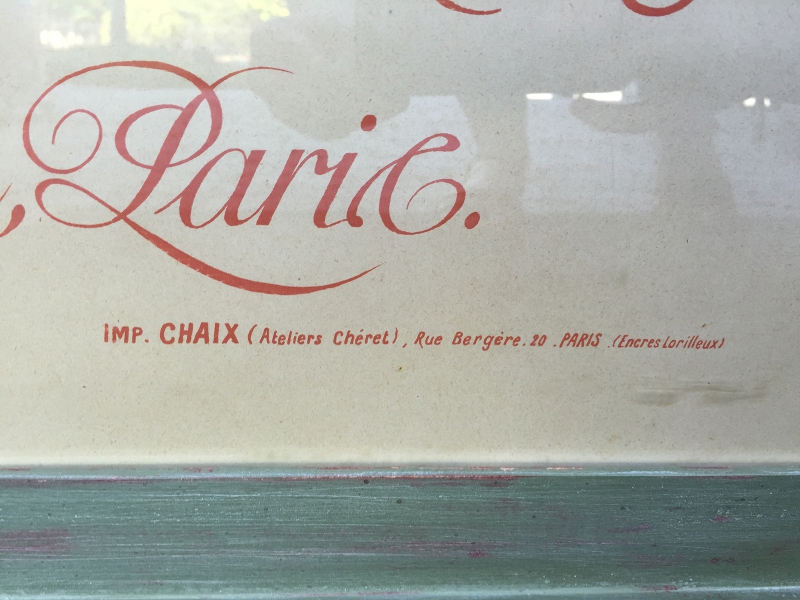 Paris.
IMP. CHAIX (Ateliers Chéret), Rue Bergère. 20 . PARIS .(Encres Lorilleux)